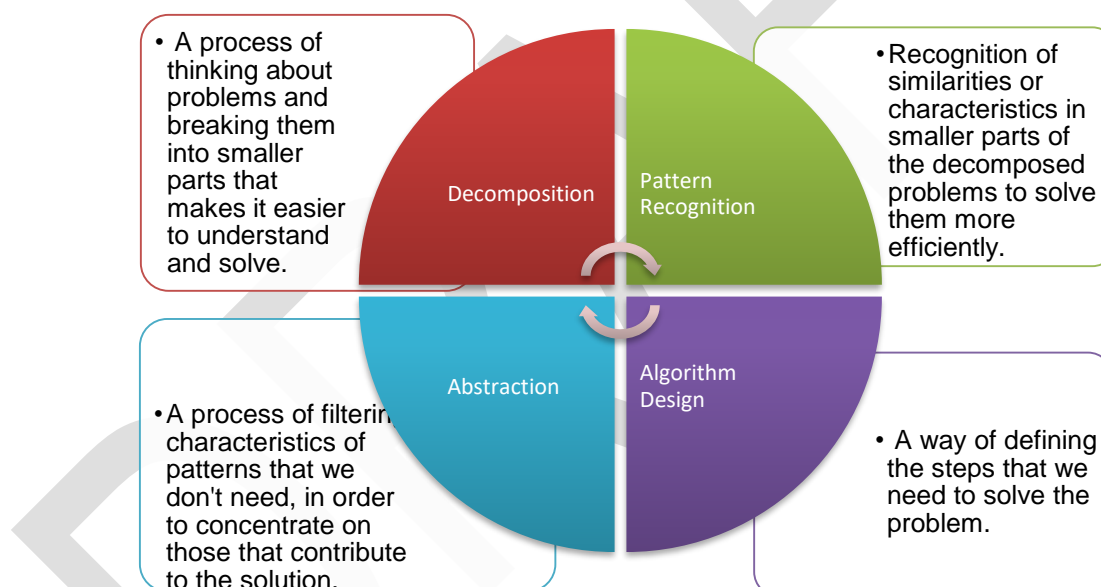 • A process of
thinking about
problems and
breaking them
into smaller
parts that
makes it easier
to understand
and solve.
Decomposition
Pattern
Recognition
• Recognition of
similarities or
characteristics in
smaller parts of
the decomposed
problems to solve
them more
efficiently.
Abstraction
• A process of
characteristics of
patterns that we
don't need, in order
to concentrate on
those that contribute
to the solution.
Algorithm
Design
• A way of defining
the steps that we
need to solve the
problem.